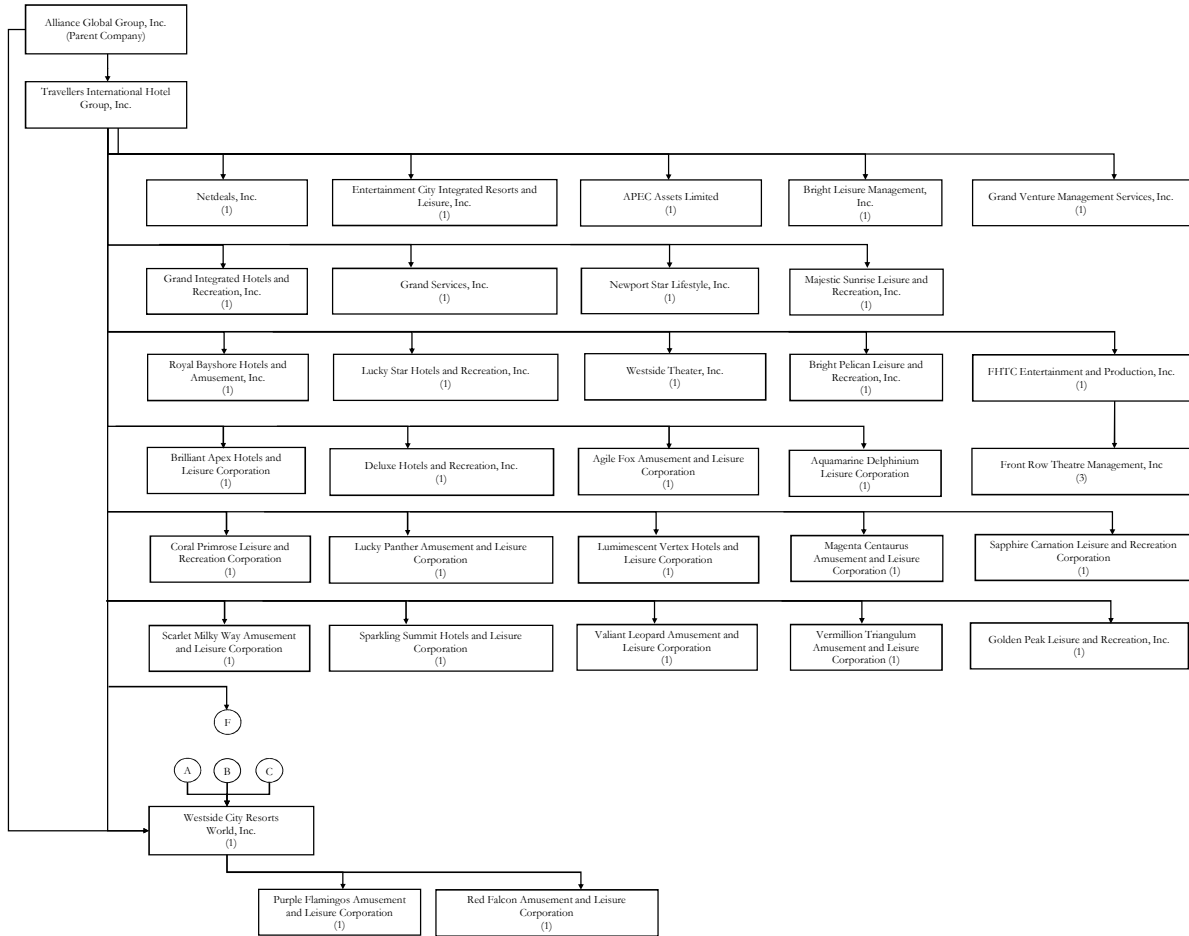 Alliance Global Group, Inc.
(Parent Company)
Travellers International Hotel
Group, Inc.
Netdeals, Inc.
(1)
Entertainment City Integrated Resorts and
Leisure, Inc.
(1)
APEC Assets Limited
(1)
Bright Leisure Management,
Inc.
(1)
Grand Venture Management Services, Inc.
(1)
Grand Integrated Hotels and
Recreation, Inc.
(1)
Grand Services, Inc.
(1)
Newport Star Lifestyle, Inc.
(1)
Majestic Sunrise Leisure and
Recreation, Inc.
(1)
Royal Bayshore Hotels and
Amusement, Inc.
(1)
Lucky Star Hotels and Recreation, Inc.
(1)
Westside Theater, Inc.
(1)
Bright Pelican Leisure and
Recreation, Inc.
(1)
FHTC Entertainment and Production, Inc.
(1)
Brilliant Apex Hotels and
Leisure Corporation
(1)
Deluxe Hotels and Recreation, Inc.
(1)
Agile Fox Amusement and Leisure
Corporation
(1)
Aquamarine Delphinium
Leisure Corporation
(1)
Front Row Theatre Management, Inc
(3)
Coral Primrose Leisure and
Recreation Corporation
(1)
Lucky Panther Amusement and Leisure
Corporation
(1)
Lumimescent Vertex Hotels and
Leisure Corporation
(1)
Magenta Centaurus
Amusement and Leisure
Corporation (1)
Sapphire Carnation Leisure and Recreation
Corporation
(1)
Scarlet Milky Way Amusement
and Leisure Corporation
(1)
Sparkling Summit Hotels and Leisure
Corporation
(1)
Valiant Leopard Amusement and
Leisure Corporation
(1)
Vermillion Triangulum
Amusement and Leisure
Corporation (1)
Golden Peak Leisure and Recreation, Inc.
(1)
F
A
B
C
Westside City Resorts
World, Inc.
(1)
Purple Flamingos Amusement
and Leisure Corporation
(1)
Red Falcon Amusement and Leisure
Corporation
(1)